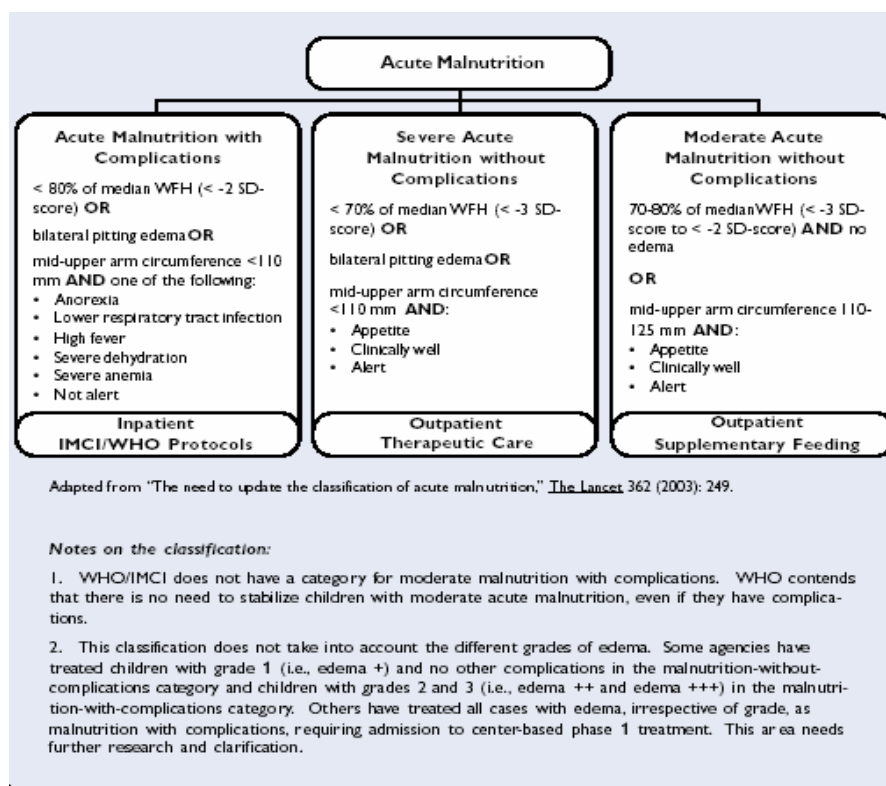 Acute Malnutrition
Acute Malnutrition with
Complications
< 80% of median WFH (< -2 SD-
score) OR
bilateral pitting edema OR
mid-upper arm circumference <110
mm AND one of the following:
• Anorexia
• Lower respiratory tract infection
• High fever
• Severe dehydration
• Severe anemia
• Not alert
Inpatient
IMCI/WHO Protocols
Severe Acute
Malnutrition without
Complications
< 70% of median WFH (< -3 SD-
score) OR
bilateral pitting edema OR
mid-upper arm circumference
<110 mm AND:
• Appetite
• Clinically well
• Alert
Outpatient
Therapeutic Care
Moderate Acute
Malnutrition without
Complications
70-80% of median WFH (< -3 SD-
score to < -2 SD-score) AND no
edema
OR
mid-upper arm circumference 110-
125 mm AND:
• Appetite
• Clinically well
• Alert
Outpatient
Supplementary Feeding
Adapted from "The need to update the classification of acute malnutrition," The Lancet 362 (2003): 249.
Notes on the classification:
1. WHO/IMCI does not have a category for moderate malnutrition with complications. WHO contends
that there is no need to stabilize children with moderate acute malnutrition, even if they have complica-
tions.
2. This classification does not take into account the different grades of edema. Some agencies have
treated children with grade 1 (i.e., edema +) and no other complications in the malnutrition-without-
complications category and children with grades 2 and 3 (i.e., edema ++ and edema +++) in the malnutri-
tion-with-complications category. Others have treated all cases with edema, irrespective of grade, as
malnutrition with complications, requiring admission to center-based phase 1 treatment. This area needs
further research and clarification.